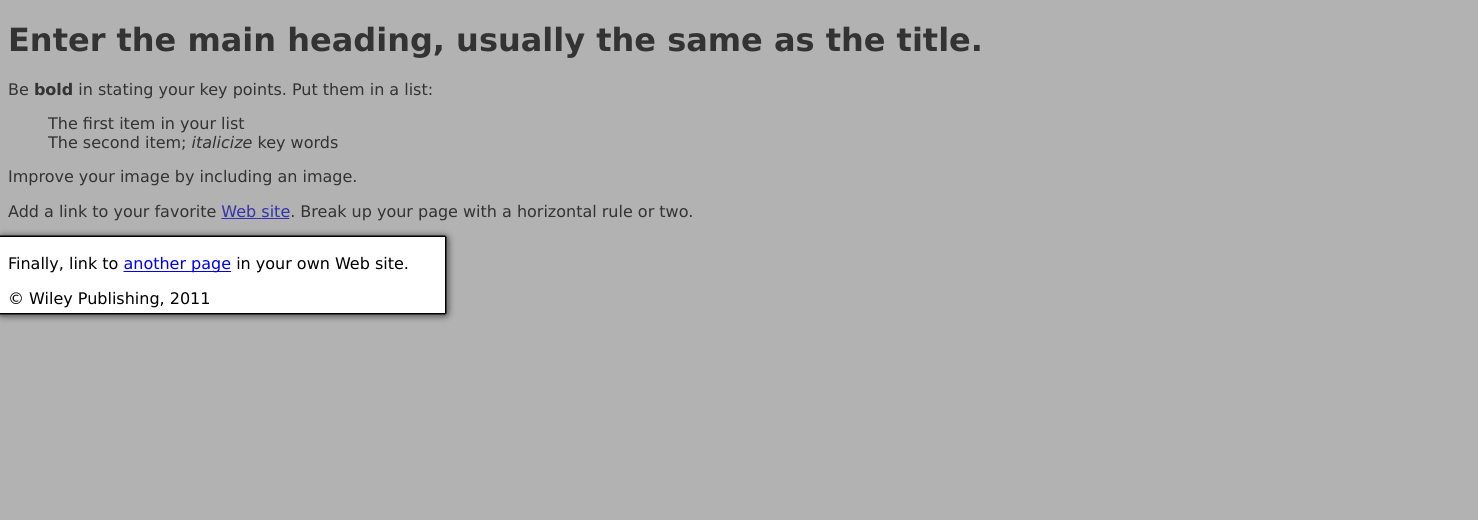 Enter the main heading, usually the same as the title.
Be bold in stating your key points. Put them in a list:
The first item in your list
The second item; italicize key words
Improve your image by including an image.
Add a link to your favorite Web site. Break up your page with a horizontal rule or two.
Finally, link to another page in your own Web site.
© Wiley Publishing, 2011